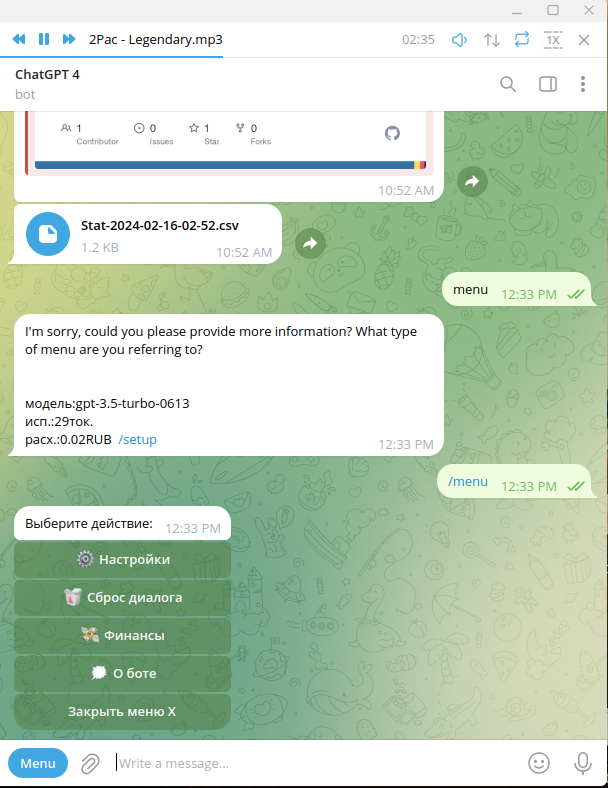 2Pac - Legendary.mp3 02:35 1X
ChatGPT 4
bot
1 Contributor 0 Issues 1 Star 0 Forks
10:52 AM
Stat-2024-02-16-02-52.csv
1.2 KB 10:52 AM
menu 12:33 PM
I'm sorry, could you please provide more information? What type
of menu are you referring to?
модель:gpt-3.5-turbo-0613
исп.:29ток.
расх.:0.02RUB /setup 12:33 PM
/menu 12:33 PM
Выберите действие: 12:33 PM
Настройки
Сброс диалога
Финансы
О боте
Закрыть меню X
Menu Write a message...